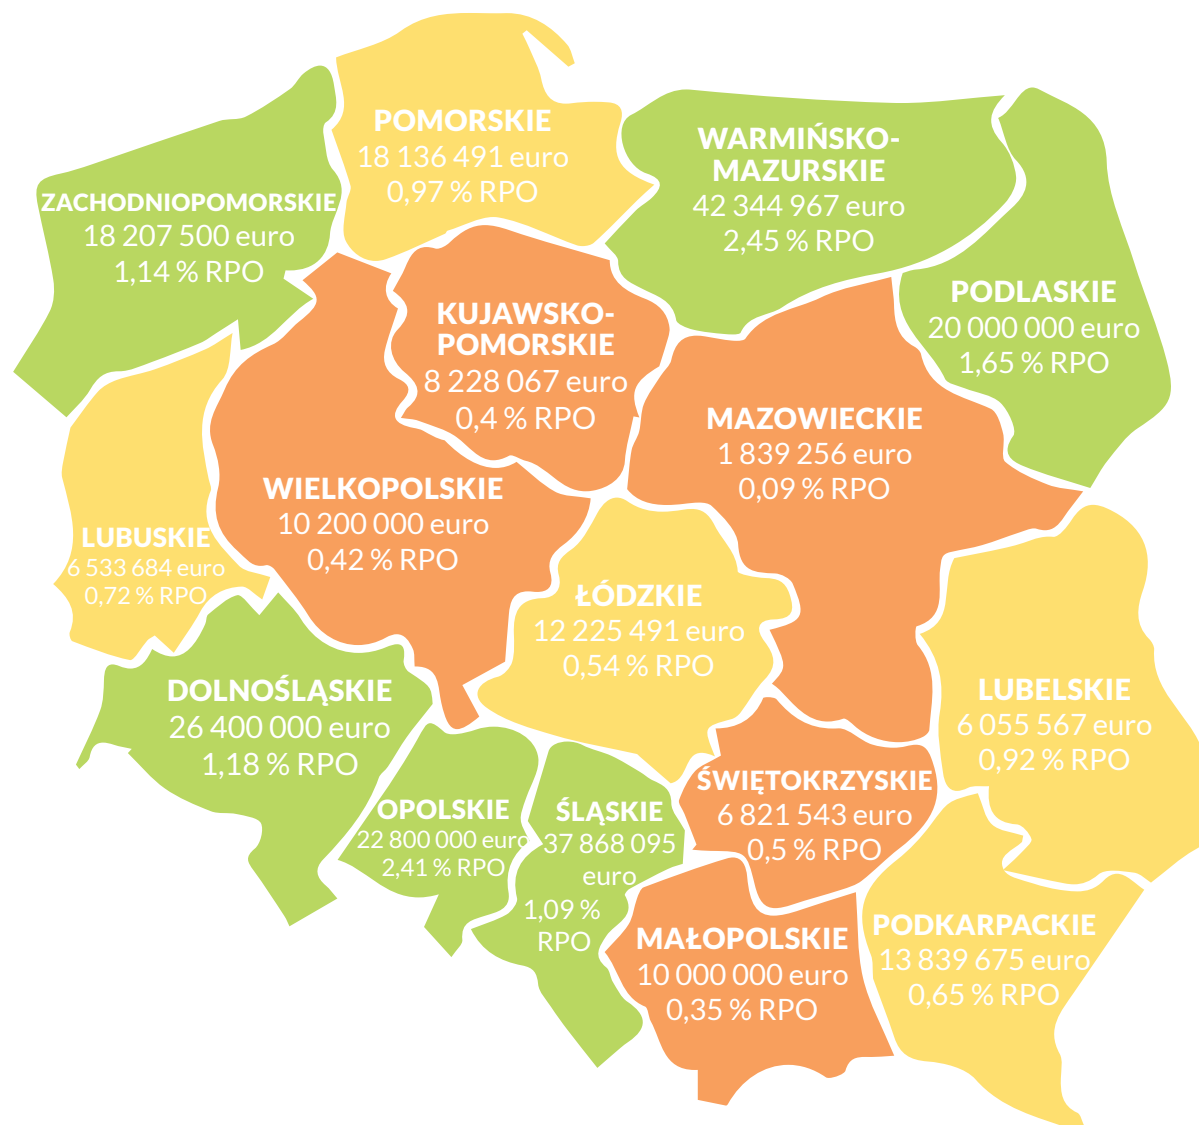 POMORSKIE
18 136 491 euro
0,97 % RPO
WARMIŃSKO-
MAZURSKIE
42 344 967 euro
2,45 % RPO
ZACHODNIOPOMORSKIE
18 207 500 euro
1,14 % RPO
PODLASKIE
20 000 000 euro
1,65 % RPO
KUJAWSKO-
POMORSKIE
8 228 067 euro
0,4 % RPO
MAZOWIECKIE
1 839 256 euro
0,09 % RPO
WIELKOPOLSKIE
10 200 000 euro
0,42 % RPO
LUBUSKIE
6 533 684 euro
0,72 % RPO
ŁÓDZKIE
12 225 491 euro
0,54 % RPO
DOLNOŚLĄSKIE
26 400 000 euro
1,18 % RPO
LUBELSKIE
6 055 567 euro
0,92 % RPO
OPOLSKIE
22 800 000 euro
2,41 % RPO
ŚLĄSKIE
37 868 095
euro
1,09 %
RPO
ŚWIĘTOKRZYSKIE
6 821 543 euro
0,5 % RPO
MAŁOPOLSKIE
10 000 000 euro
0,35 % RPO
PODKARPACKIE
13 839 675 euro
0,65 % RPO